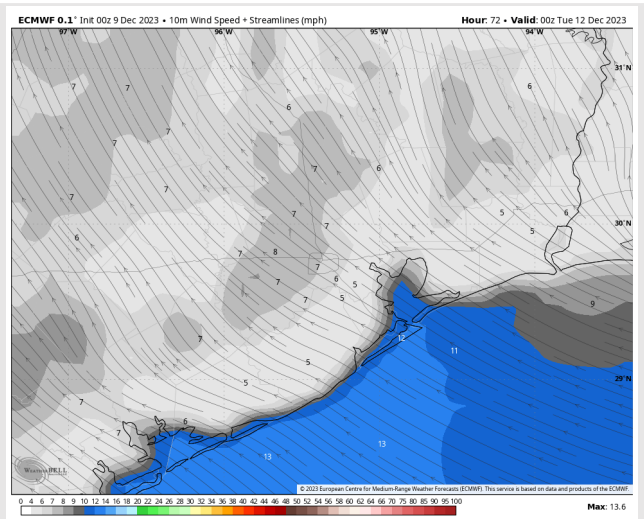 ECMWF 0.1° Init 00z 9 Dec 2023 • 10m Wind Speed + Streamlines (mph) Hour: 72 • Valid: 00z Tue 12 Dec 2023
97°W 96°W 95°W 94°W
31°N
7 7 6 6
7 7
7 6
7 7 7 5 6
30°N
6 7 5
7 8
7 6 5
7 7 5
9
7 12 11
5 5
29°N
7
7 6
13 13
WEATHERBELL
© 2023 European Centre for Medium-Range Weather Forecasts (ECMWF). This service is based on data and products of the ECMWF.
0 4 6 7 8 9 10 12 14 16 18 20 22 24 26 28 30 32 34 36 38 40 42 44 46 48 50 52 54 56 58 60 62 64 65 70 75 80 85 90 95 100
Max: 13.6